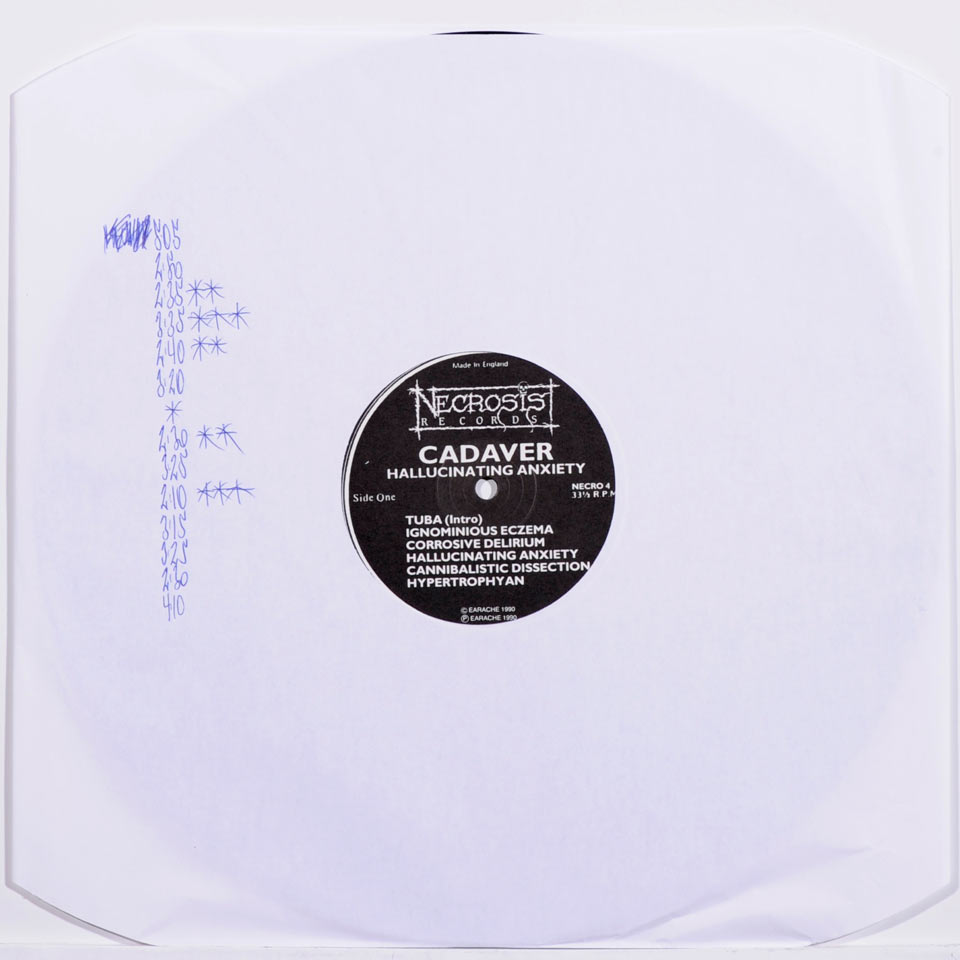 505
2:50
2:35 **
3:35 ***
2:40 **
3:20
*
2:30 **
3:25
2:10 ***
3:15
3:25
2:30
4:10
Made In England
NECROSIS
RECORDS
CADAVER
HALLUCINATING ANXIETY
Side One
NECRO 4
33⅓ R.P.M
TUBA (Intro)
IGNOMINIOUS ECZEMA
CORROSIVE DELIRIUM
HALLUCINATING ANXIETY
CANNIBALISTIC DISSECTION
HYPERTROPHYAN
© EARACHE 1990
℗ EARACHE 1990